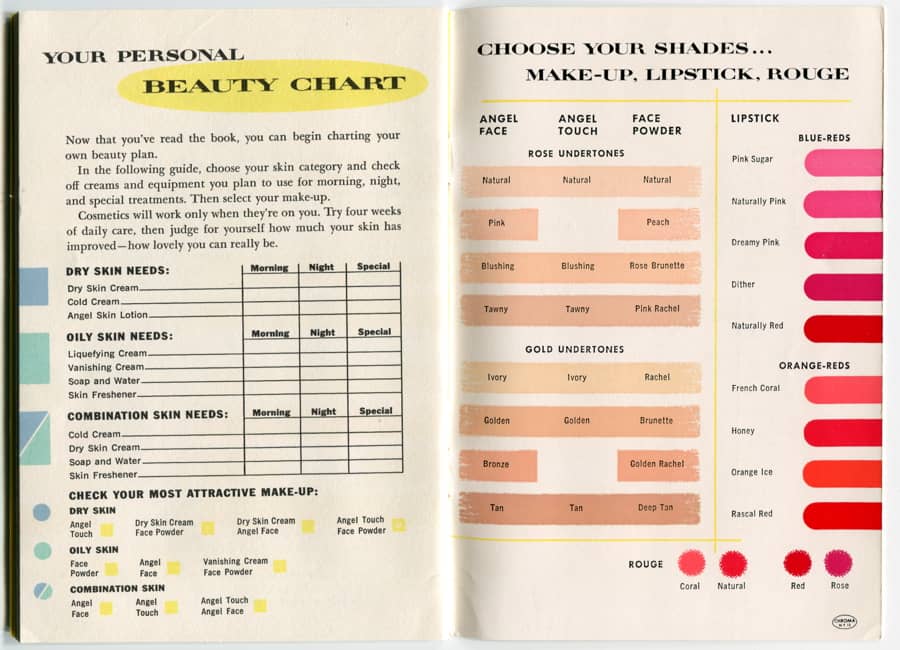 YOUR PERSONAL
BEAUTY CHART
Now that you've read the book, you can begin charting your
own beauty plan.
In the following guide, choose your skin category and check
off creams and equipment you plan to use for morning, night,
and special treatments. Then select your make-up.
Cosmetics will work only when they're on you. Try four weeks
of daily care, then judge for yourself how much your skin has
improved—how lovely you can really be.
DRY SKIN NEEDS: Morning Night Special
Dry Skin Cream
Cold Cream
Angel Skin Lotion
OILY SKIN NEEDS: Morning Night Special
Liquefying Cream
Vanishing Cream
Soap and Water
Skin Freshener
COMBINATION SKIN NEEDS: Morning Night Special
Cold Cream
Dry Skin Cream
Soap and Water
Skin Freshener
CHECK YOUR MOST ATTRACTIVE MAKE-UP:
DRY SKIN
Angel Touch
Dry Skin Cream
Face Powder
Dry Skin Cream
Angel Face
Angel Touch
Face Powder
OILY SKIN
Face
Powder
Angel
Face
Vanishing Cream
Face Powder
COMBINATION SKIN
Angel
Face
Angel
Touch
Angel Touch
Angel Face
CHOOSE YOUR SHADES...
MAKE-UP, LIPSTICK, ROUGE
ANGEL
FACE
ANGEL
TOUCH
FACE
POWDER
ROSE UNDERTONES
Natural Natural Natural
Pink Peach
Blushing Blushing Rose Brunette
Tawny Tawny Pink Rachel
GOLD UNDERTONES
Ivory Ivory Rachel
Golden Golden Brunette
Bronze Golden Rachel
Tan Tan Deep Tan
LIPSTICK
BLUE-REDS
Pink Sugar
Naturally Pink
Dreamy Pink
Dither
Naturally Red
ORANGE-REDS
French Coral
Honey
Orange Ice
Rascal Red
ROUGE
Coral Natural Red Rose
CHROMA